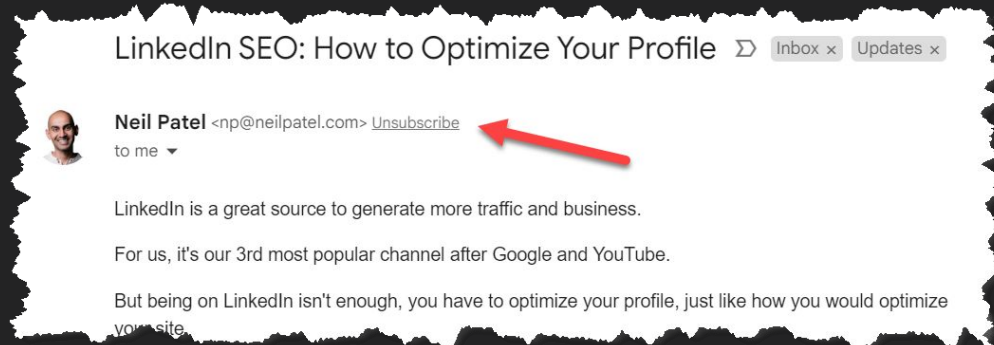 LinkedIn SEO: How to Optimize Your Profile Inbox x Updates x
Neil Patel <np@neilpatel.com> Unsubscribe
to me
LinkedIn is a great source to generate more traffic and business.
For us, it's our 3rd most popular channel after Google and YouTube.
But being on LinkedIn isn't enough, you have to optimize your profile, just like how you would optimize
your site